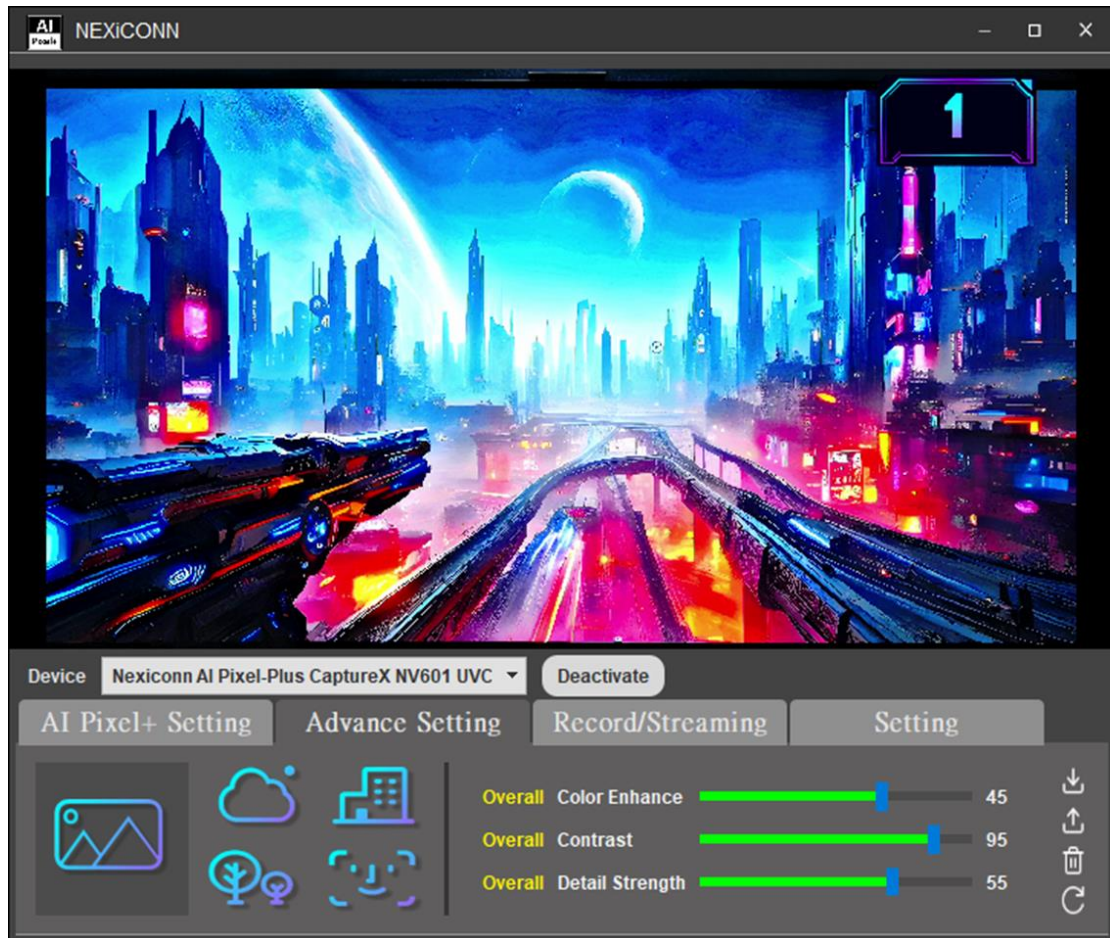 AI
Pixel+
NEXiCONN
1
Device Nexiconn AI Pixel-Plus CaptureX NV601 UVC Deactivate
AI Pixel+ Setting Advance Setting Record/Streaming Setting
Overall Color Enhance 45
Overall Contrast 95
Overall Detail Strength 55